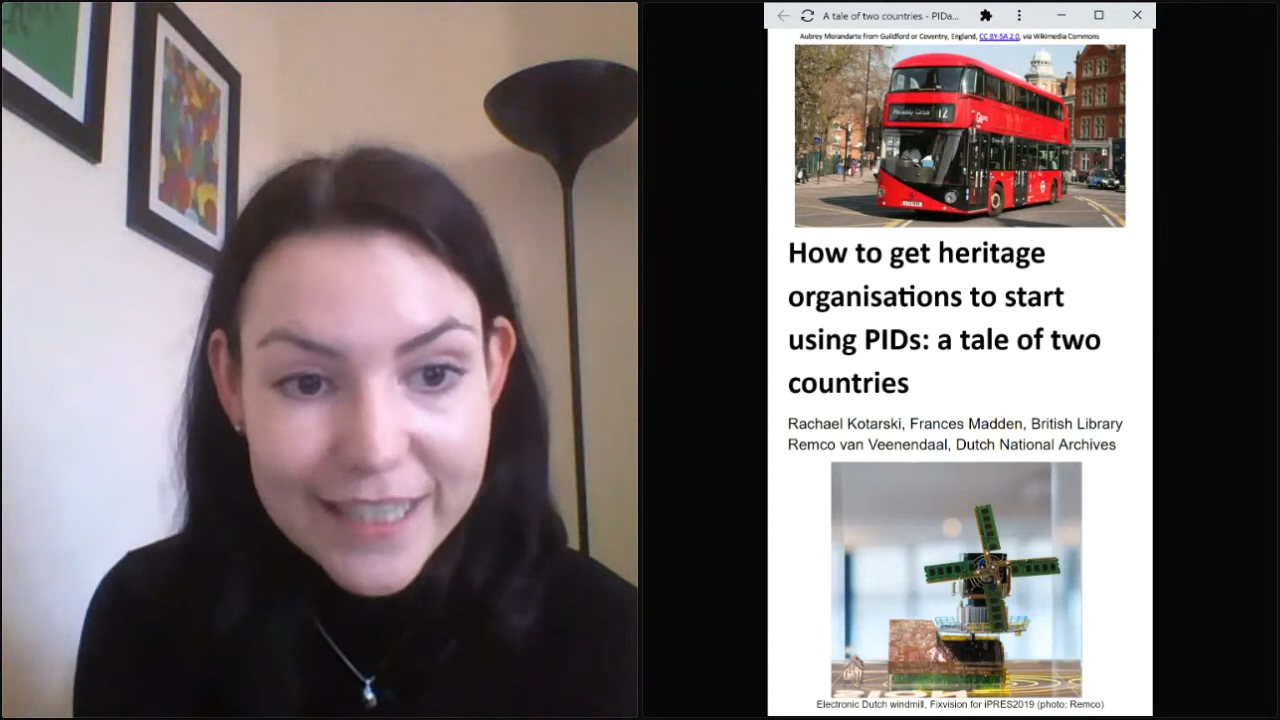 A tale of two countries - PIDa...
Aubrey Morandarte from Guildford or Coventry, England, CC BY-SA 2.0, via Wikimedia Commons
12
How to get heritage
organisations to start
using PIDs: a tale of two
countries
Rachael Kotarski, Frances Madden, British Library
Remco van Veenendaal, Dutch National Archives
Electronic Dutch windmill, Fixvision for iPRES2019 (photo: Remco)